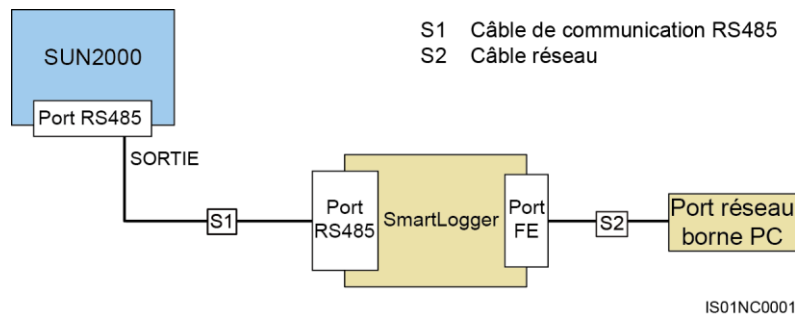 S1 Câble de communication RS485
S2 Câble réseau
SUN2000
Port RS485
SORTIE
S1
Port
RS485
SmartLogger
Port
FE
S2
Port réseau
borne PC
IS01NC0001